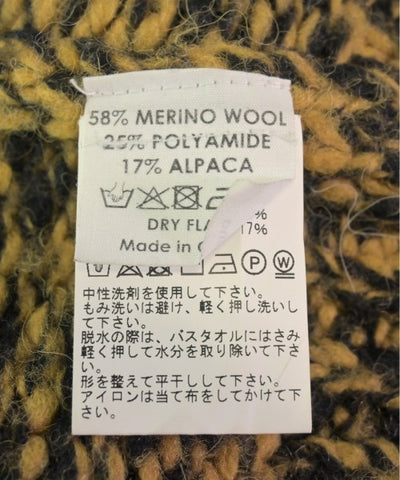 58% MERINO WOOL
25% POLYAMIDE
17% ALPACA
DRY FLA
%
17%
Made in
中性洗剤を使用して下さい。
もみ洗いは避け、軽く押し洗いし
て下さい。
脱水の際は、バスタオルにはさみ
軽く押して水分を取り除いて下さ
い。
形を整えて平干しして下さい。
アイロンは当て布をしてかけて下
さい。